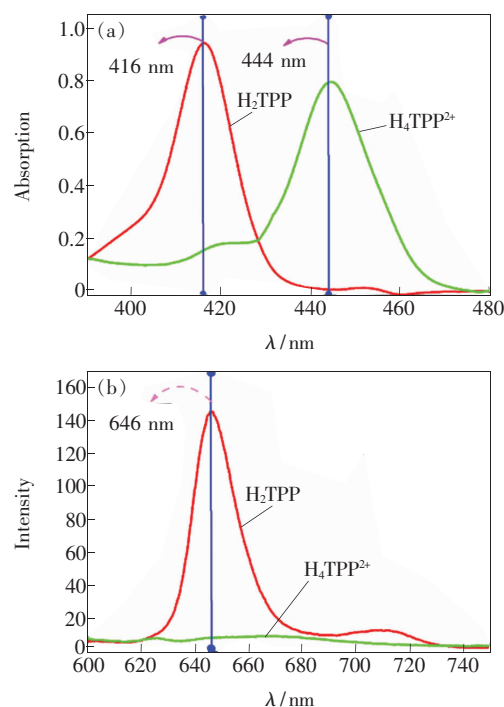 (a)
1.0
0.8
0.6
0.4
0.2
0
Absorption
416 nm
444 nm
H₂TPP
H₄TPP²⁺
400 420 440 460 480
λ/nm
(b)
160
140
120
100
80
60
40
20
0
Intensity
646 nm
H₂TPP
H₄TPP²⁺
600 620 640 660 680 700 720
λ/nm